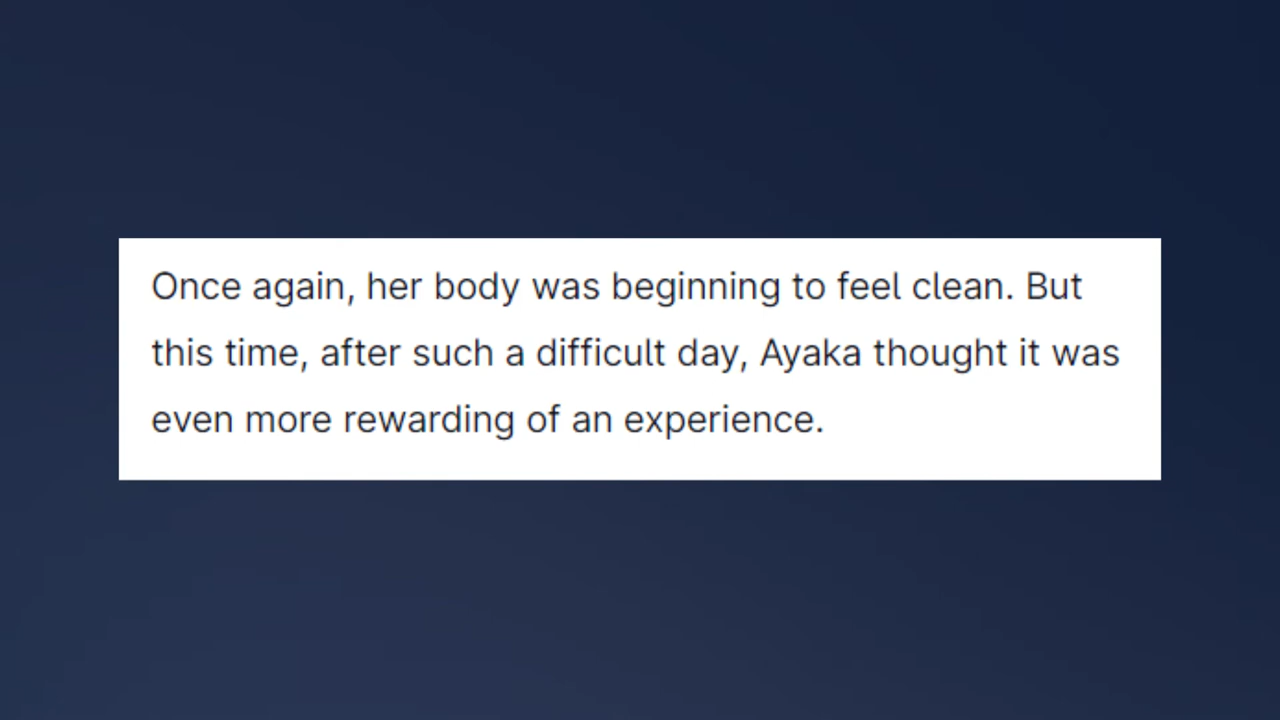 Once again, her body was beginning to feel clean. But
this time, after such a difficult day, Ayaka thought it was
even more rewarding of an experience.